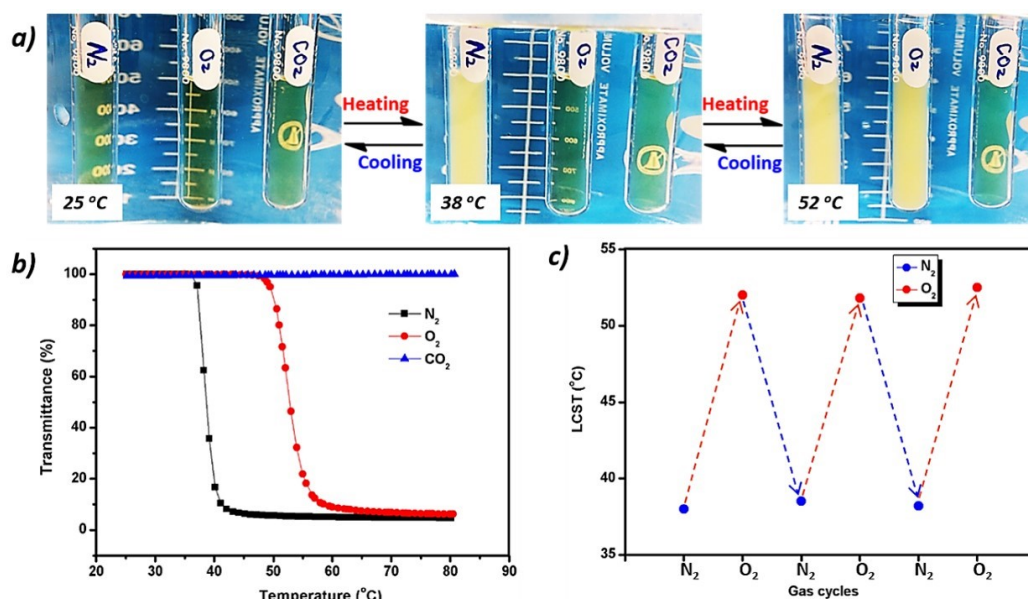 a)
N₂
O₂
CO₂
25 °C
Heating
Cooling
N₂
O₂
CO₂
38 °C
Heating
Cooling
N₂
O₂
CO₂
52 °C
APPROXIMATE VOLUM
b)
Transmittance (%)
100
80
60
40
20
0
N₂
O₂
CO₂
20 30 40 50 60 70 80 90
Temperature (°C)
c)
LCST (°C)
55
50
45
40
35
N₂
O₂
N₂ O₂ N₂ O₂ N₂ O₂
Gas cycles